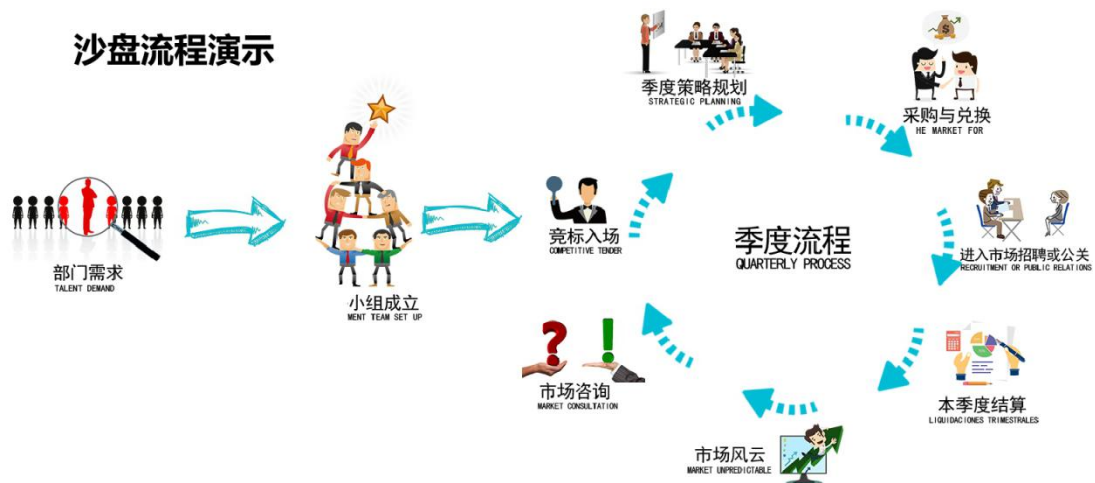 沙盘流程演示
部门需求
TALENT DEMAND
小组成立
MENT TEAM SET UP
竞标入场
COMPETITIVE TENDER
季度策略规划
STRATEGIC PLANNING
采购与兑换
HE MARKET FOR
进入市场招聘或公关
RECRUITMENT OR PUBLIC RELATIONS
本季度结算
LIQUIDACIONES TRIMESTRALES
市场风云
MARKET UNPREDICTABLE
市场咨询
MARKET CONSULTATION
季度流程
QUARTERLY PROCESS